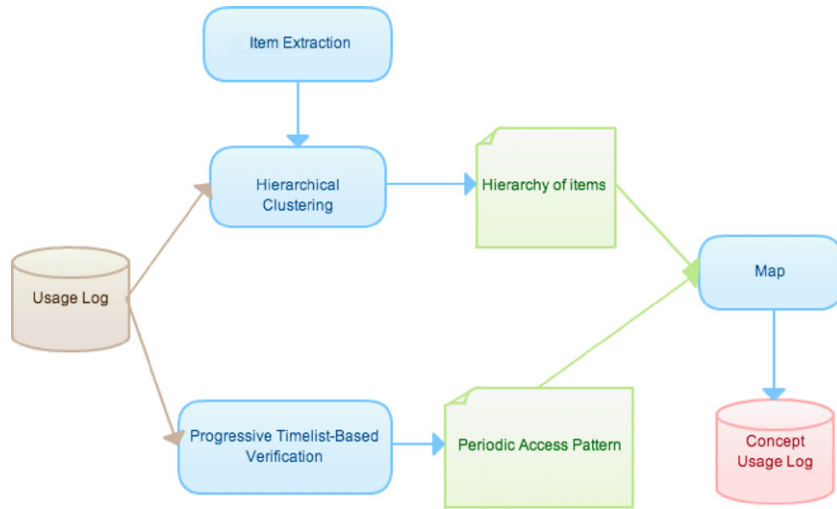 Item Extraction
Hierarchical
Clustering
Hierarchy of items
Map
Usage Log
Progressive Timelist-Based
Verification
Periodic Access Pattern
Concept
Usage Log